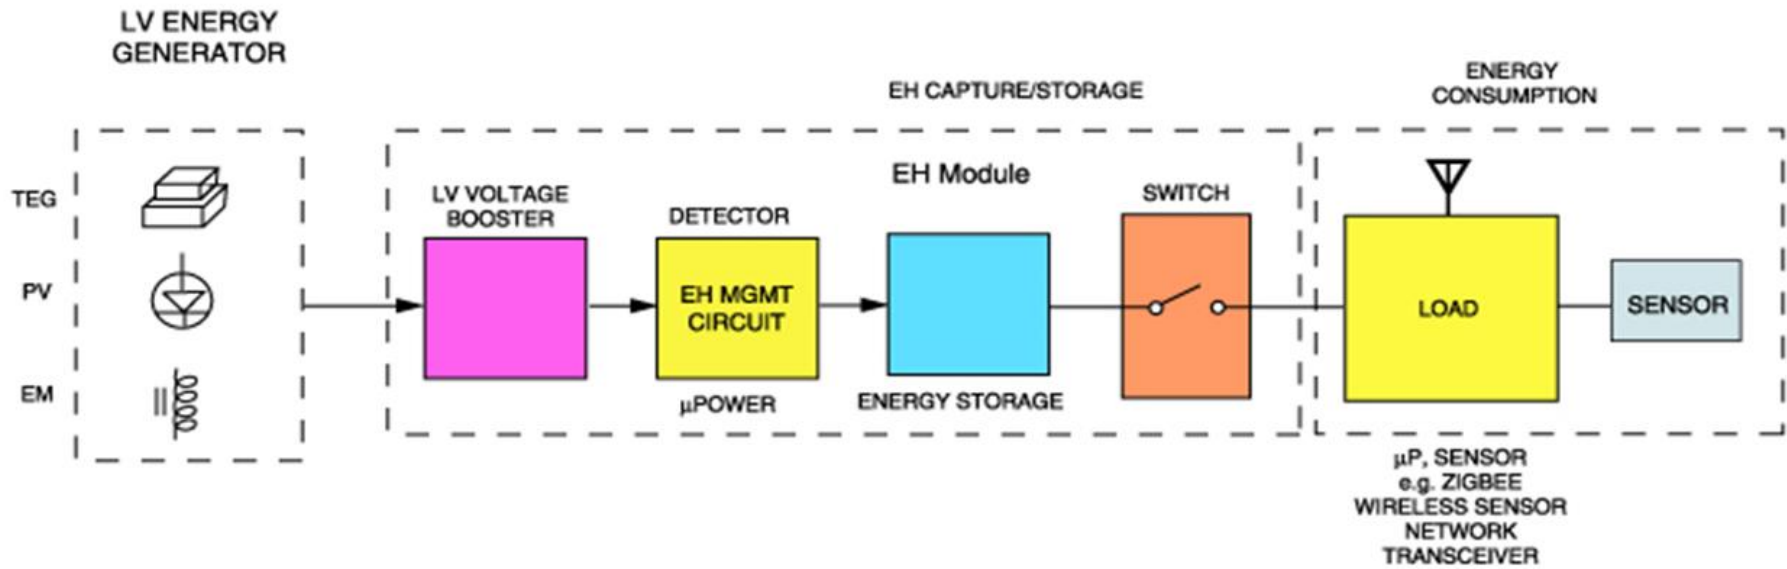 LV ENERGY
GENERATOR
TEG
PV
EM
EH CAPTURE/STORAGE
EH Module
LV VOLTAGE
BOOSTER
DETECTOR
EH MGMT
CIRCUIT
µPOWER
ENERGY STORAGE
SWITCH
ENERGY
CONSUMPTION
LOAD
SENSOR
µP, SENSOR
e.g. ZIGBEE
WIRELESS SENSOR
NETWORK
TRANSCEIVER